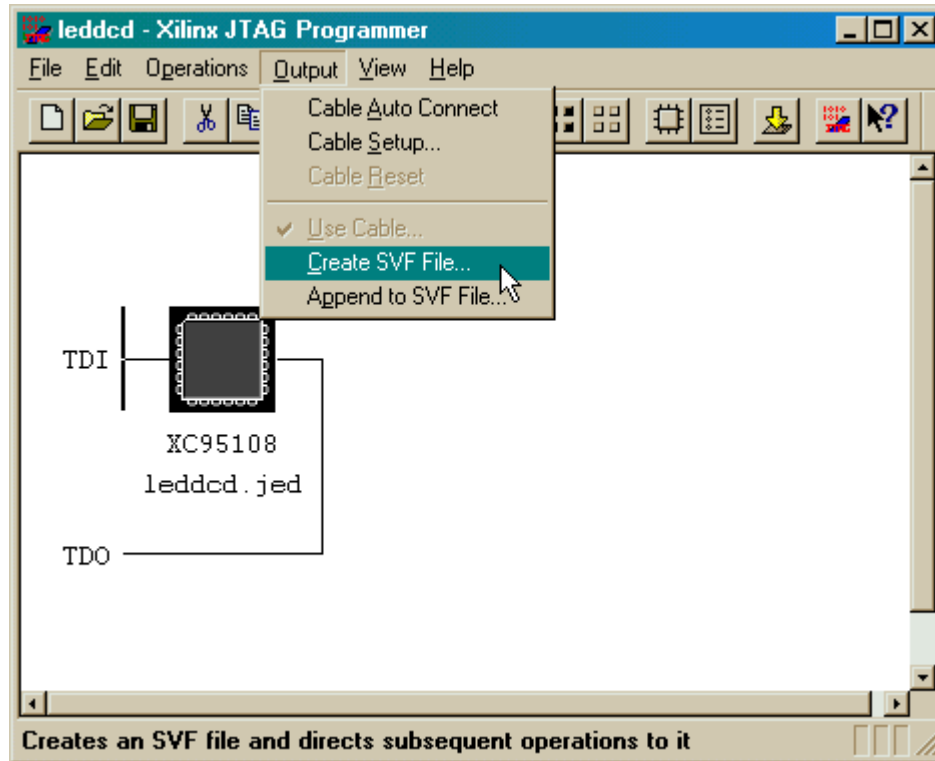 leddcd - Xilinx JTAG Programmer
File Edit Operations Output View Help
Cable Auto Connect
Cable Setup...
Cable Reset
Use Cable...
Create SVF File...
Append to SVF File...
TDI
XC95108
leddcd.jed
TDO
Creates an SVF file and directs subsequent operations to it